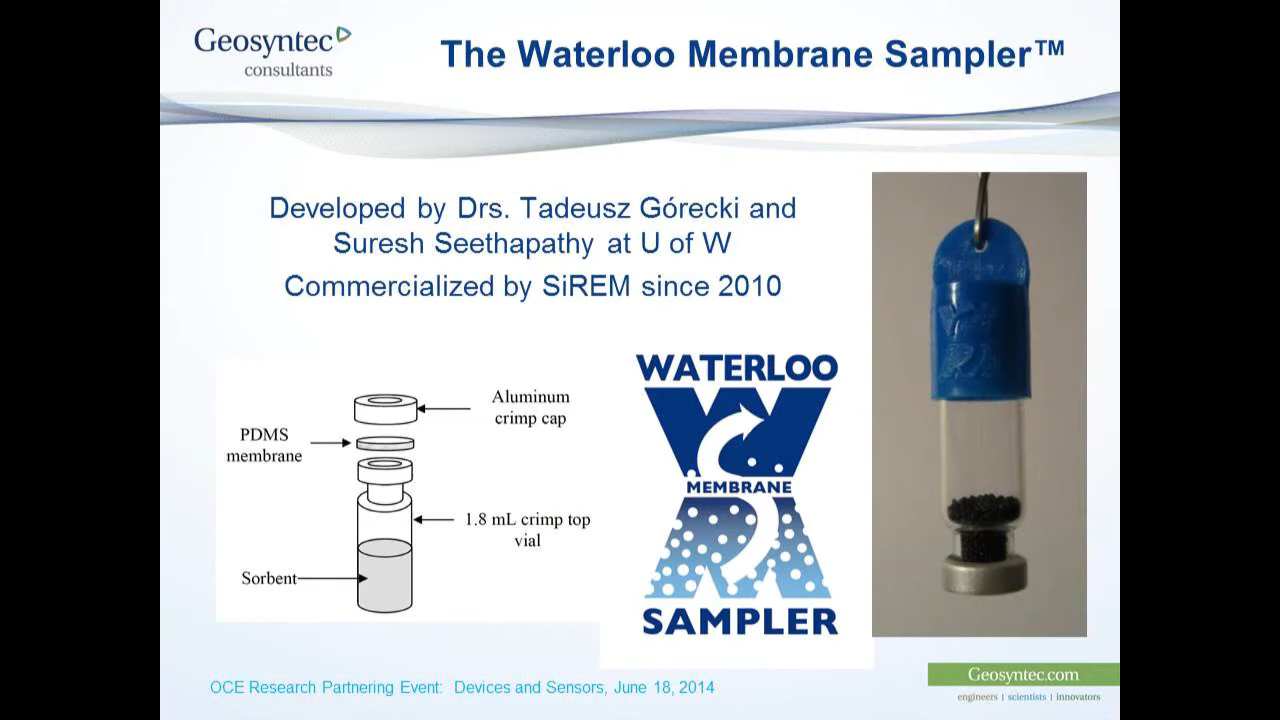 Geosyntec
consultants
The Waterloo Membrane Sampler™
Developed by Drs. Tadeusz Górecki and
Suresh Seethapathy at U of W
Commercialized by SiREM since 2010
Aluminum
crimp cap
PDMS
membrane
1.8 mL crimp top
vial
Sorbent
WATERLOO
MEMBRANE
SAMPLER
OCE Research Partnering Event: Devices and Sensors, June 18, 2014
Geosyntec.com
engineers | scientists | innovators